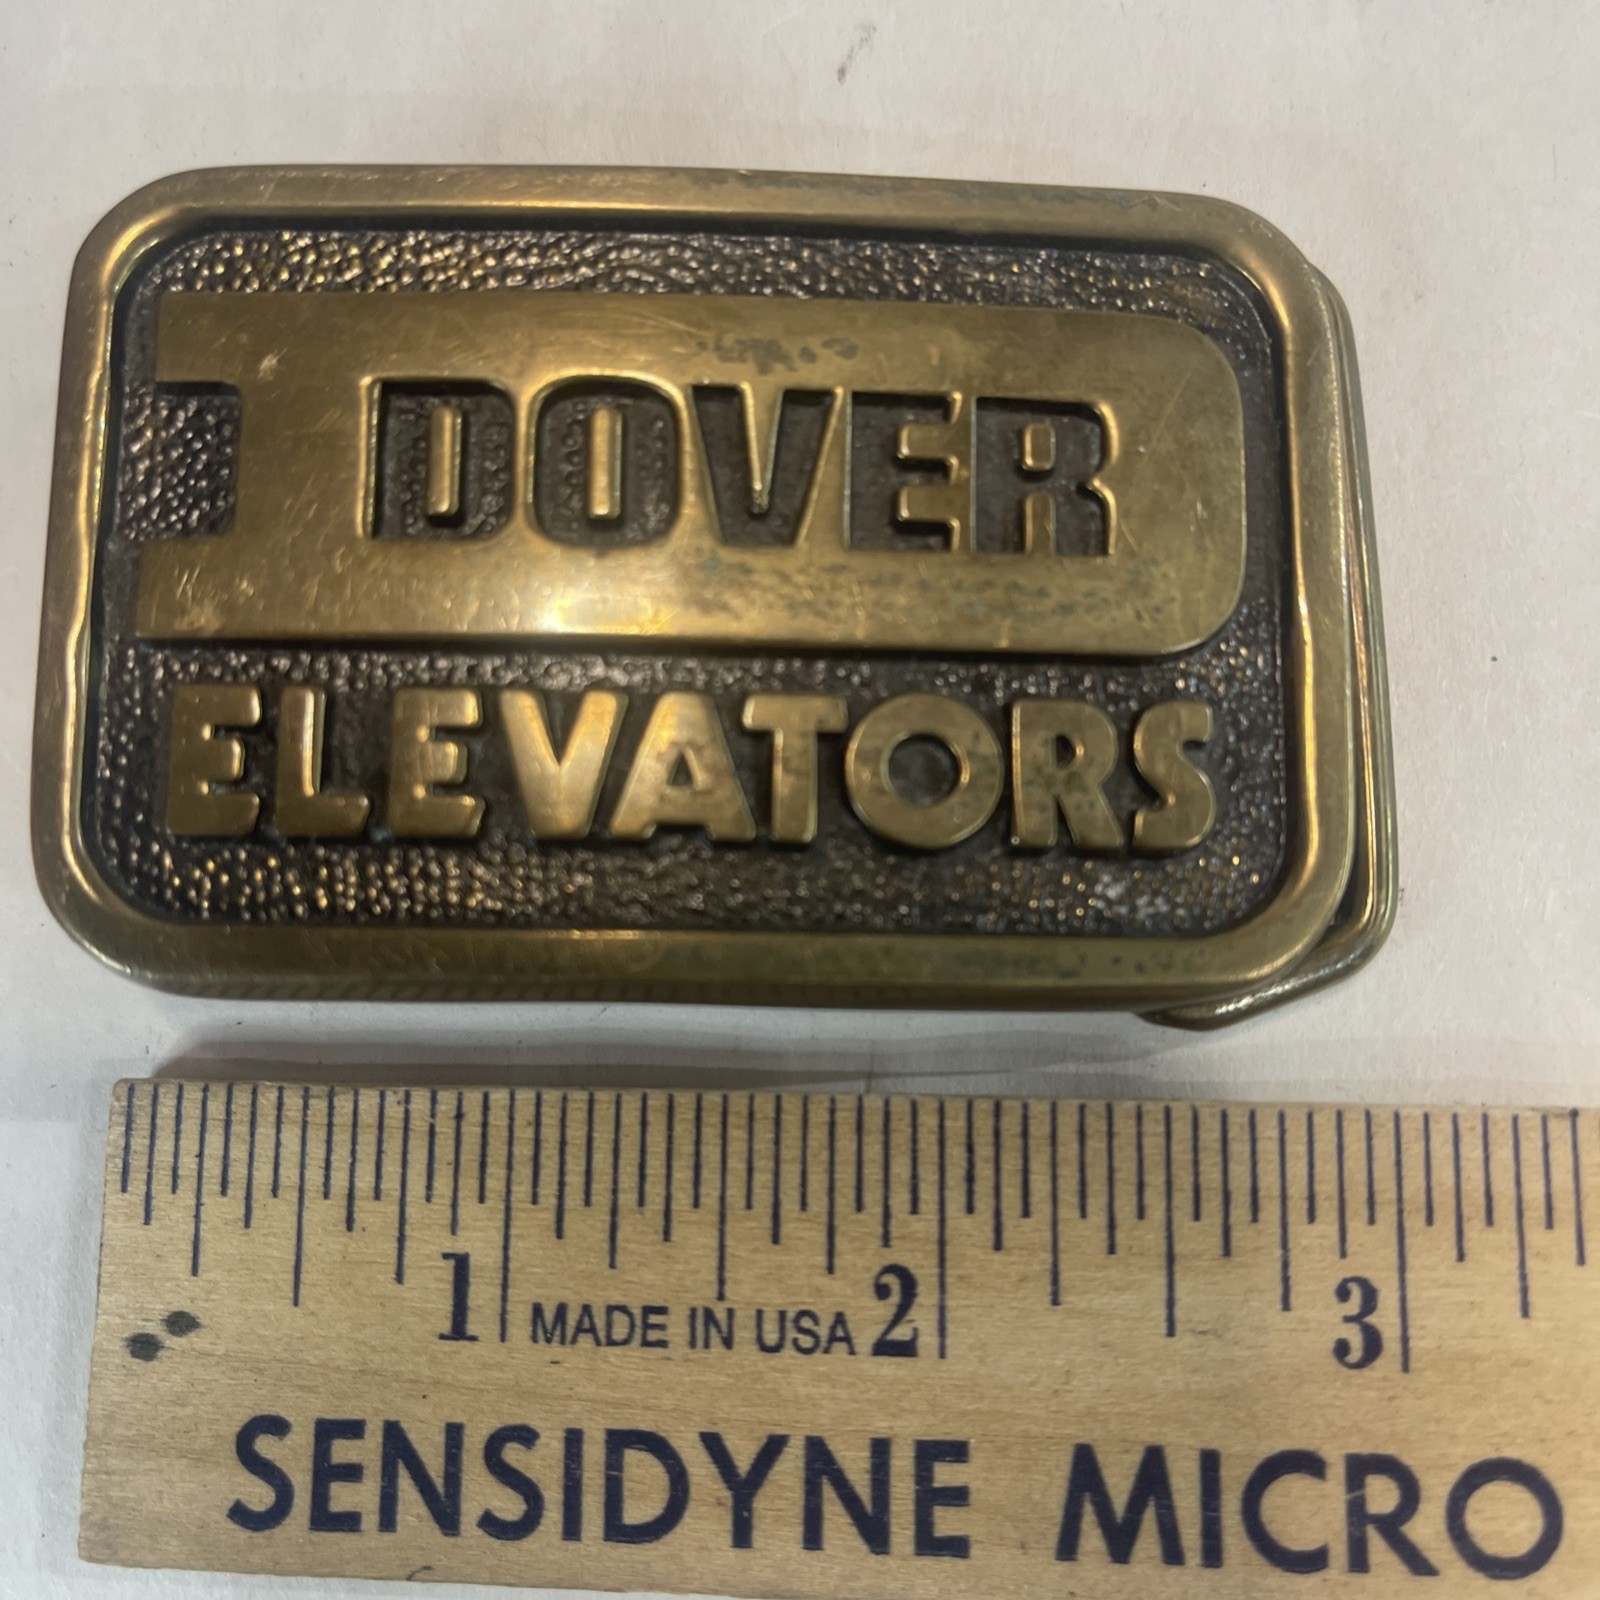 DOVER
ELEVATORS
1 MADE IN USA 2 3
SENSIDYNE MICRO